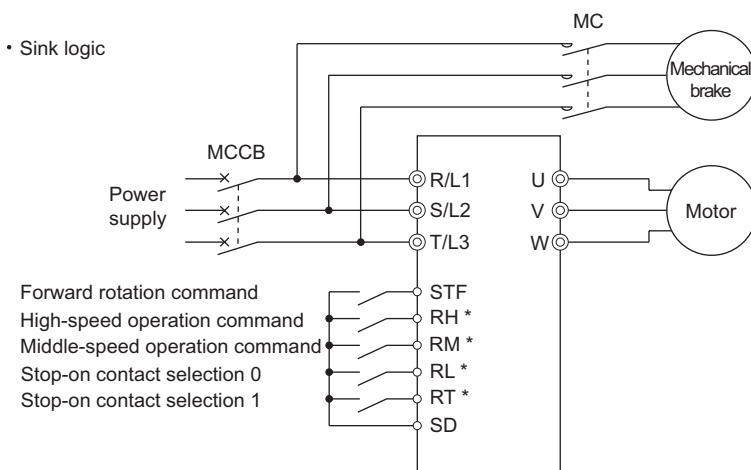 • Sink logic
MC
Mechanical
brake
MCCB
Power
supply
R/L1
S/L2
T/L3
U
V
W
Motor
Forward rotation command
High-speed operation command
Middle-speed operation command
Stop-on contact selection 0
Stop-on contact selection 1
STF
RH *
RM *
RL *
RT *
SD